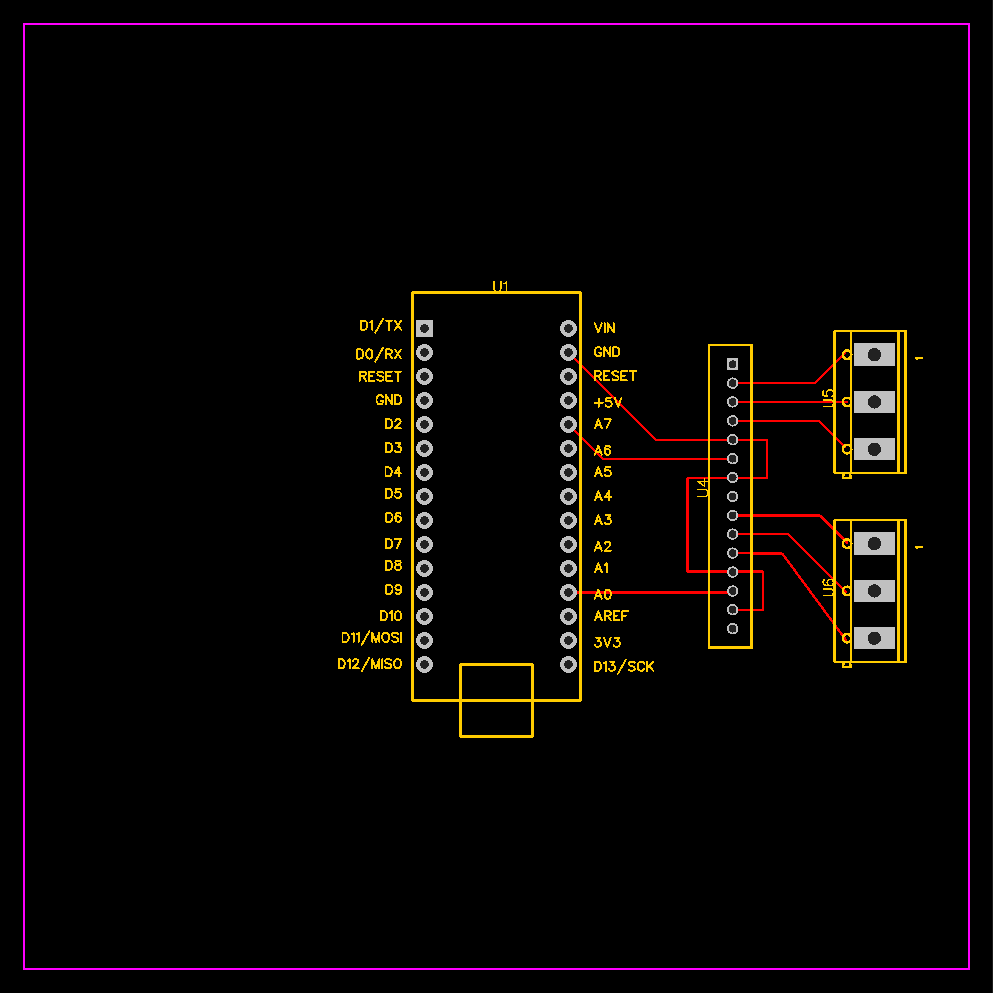 U1
D1/TX
D0/RX
RESET
GND
D2
D3
D4
D5
D6
D7
D8
D9
D10
D11/MOSI
D12/MISO
VIN
GND
RESET
+5V
A7
A6
A5
A4
A3
A2
A1
A0
AREF
3V3
D13/SCK
U4
U5
1
U6
1